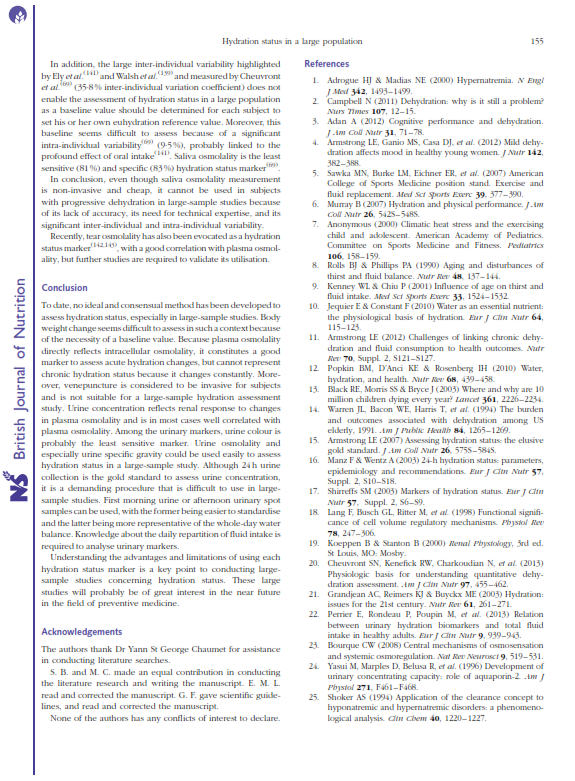 Hydration status in a large population 155
In addition, the large inter-individual variability highlighted
by Ely et al.(141) and Walsh et al.(139) and measured by Cheuvront
et al.(69) (35·8 % inter-individual variation coefficient) does not
enable the assessment of hydration status in a large population
as a baseline value should be determined for each subject to
set his or her own euhydration reference value. Moreover, this
baseline seems difficult to assess because of a significant
intra-individual variability(69) (9·5 %), probably linked to the
profound effect of oral intake(141). Saliva osmolality is the least
sensitive (81 %) and specific (83 %) hydration status marker(69).
In conclusion, even though saliva osmolality measurement
is non-invasive and cheap, it cannot be used in subjects
with progressive dehydration in large-sample studies because
of its lack of accuracy, its need for technical expertise, and its
significant inter-individual and intra-individual variability.
Recently, tear osmolality has also been evocated as a hydration
status marker(142,143), with a good correlation with plasma osmol-
ality, but further studies are required to validate its utilisation.
Conclusion
To date, no ideal and consensual method has been developed to
assess hydration status, especially in large-sample studies. Body
weight change seems difficult to assess in such a context because
of the necessity of a baseline value. Because plasma osmolality
directly reflects intracellular osmolality, it constitutes a good
marker to assess acute hydration changes, but cannot represent
chronic hydration status because it changes constantly. More-
over, venepuncture is considered to be invasive for subjects
and is not suitable for a large-sample hydration assessment
study. Urine concentration reflects renal response to changes
in plasma osmolality and is in most cases well correlated with
plasma osmolality. Among the urinary markers, urine colour is
probably the least sensitive marker. Urine osmolality and
especially urine specific gravity could be used easily to assess
hydration status in a large-sample study. Although 24 h urine
collection is the gold standard to assess urine concentration,
it is a demanding procedure that is difficult to use in large-
sample studies. First morning urine or afternoon urinary spot
samples can be used, with the former being easier to standardise
and the latter being more representative of the whole-day water
balance. Knowledge about the daily repartition of fluid intake is
required to analyse urinary markers.
Understanding the advantages and limitations of using each
hydration status marker is a key point to conducting large-
sample studies concerning hydration status. These large
studies will probably be of great interest in the near future
in the field of preventive medicine.
Acknowledgements
The authors thank Dr Yann St George Chaumet for assistance
in conducting literature searches.
S. B. and M. C. made an equal contribution in conducting
the literature research and writing the manuscript. E. M. L.
read and corrected the manuscript. G. F. gave scientific guide-
lines, and read and corrected the manuscript.
None of the authors has any conflicts of interest to declare.
References
1. Adrogue HJ & Madias NE (2000) Hypernatremia. N Engl
J Med 342, 1493–1499.
2. Campbell N (2011) Dehydration: why is it still a problem?
Nurs Times 107, 12–15.
3. Adan A (2012) Cognitive performance and dehydration.
J Am Coll Nutr 31, 71–78.
4. Armstrong LE, Ganio MS, Casa DJ, et al. (2012) Mild dehy-
dration affects mood in healthy young women. J Nutr 142,
382–388.
5. Sawka MN, Burke LM, Eichner ER, et al. (2007) American
College of Sports Medicine position stand. Exercise and
fluid replacement. Med Sci Sports Exerc 39, 377–390.
6. Murray B (2007) Hydration and physical performance. J Am
Coll Nutr 26, 542S–548S.
7. Anonymous (2000) Climatic heat stress and the exercising
child and adolescent. American Academy of Pediatrics.
Committee on Sports Medicine and Fitness. Pediatrics
106, 158–159.
8. Rolls BJ & Phillips PA (1990) Aging and disturbances of
thirst and fluid balance. Nutr Rev 48, 137–144.
9. Kenney WL & Chiu P (2001) Influence of age on thirst and
fluid intake. Med Sci Sports Exerc 33, 1524–1532.
10. Jequier E & Constant F (2010) Water as an essential nutrient:
the physiological basis of hydration. Eur J Clin Nutr 64,
115–123.
11. Armstrong LE (2012) Challenges of linking chronic dehy-
dration and fluid consumption to health outcomes. Nutr
Rev 70, Suppl. 2, S121–S127.
12. Popkin BM, D'Anci KE & Rosenberg IH (2010) Water,
hydration, and health. Nutr Rev 68, 439–458.
13. Black RE, Morriss SS & Bryce J (2003) Where and why are 10
million children dying every year? Lancet 361, 2226–2234.
14. Warren JL, Bacon WE, Harris T, et al. (1994) The burden
and outcomes associated with dehydration among US
elderly, 1991. Am J Public Health 84, 1265–1269.
15. Armstrong LE (2007) Assessing hydration status: the elusive
gold standard. J Am Coll Nutr 26, 575S–584S.
16. Manz F & Wentz A (2003) 24-h hydration status: parameters,
epidemiology and recommendations. Eur J Clin Nutr 57,
Suppl. 2, S10–S18.
17. Shirreffs SM (2003) Markers of hydration status. Eur J Clin
Nutr 57, Suppl. 2, S6–S9.
18. Lang F, Busch GL, Ritter M, et al. (1998) Functional signifi-
cance of cell volume regulatory mechanisms. Physiol Rev
78, 247–306.
19. Koeppen B & Stanton B (2000) Renal Physiology, 3rd ed.
St Louis, MO: Mosby.
20. Cheuvront SN, Kenefick RW, Charkoudian N, et al. (2013)
Physiologic basis for understanding quantitative dehy-
dration assessment. Am J Clin Nutr 97, 455–462.
21. Grandjean AC, Reimers KJ & Buyckx ME (2003) Hydration:
issues for the 21st century. Nutr Rev 61, 261–271.
22. Perrier E, Rondeau P, Poupin M, et al. (2013) Relation
between urinary hydration biomarkers and total fluid
intake in healthy adults. Eur J Clin Nutr 9, 939–943.
23. Bourque CW (2008) Central mechanisms of osmosensation
and systemic osmoregulation. Nat Rev Neurosci 9, 519–531.
24. Yasui M, Marples D, Belusa R, et al. (1996) Development of
urinary concentrating capacity: role of aquaporin-2. Am J
Physiol 271, F461–F468.
25. Shoker AS (1994) Application of the clearance concept to
hyponatremic and hypernatremic disorders: a phenomeno-
logical analysis. Clin Chem 40, 1220–1227.
British Journal of Nutrition